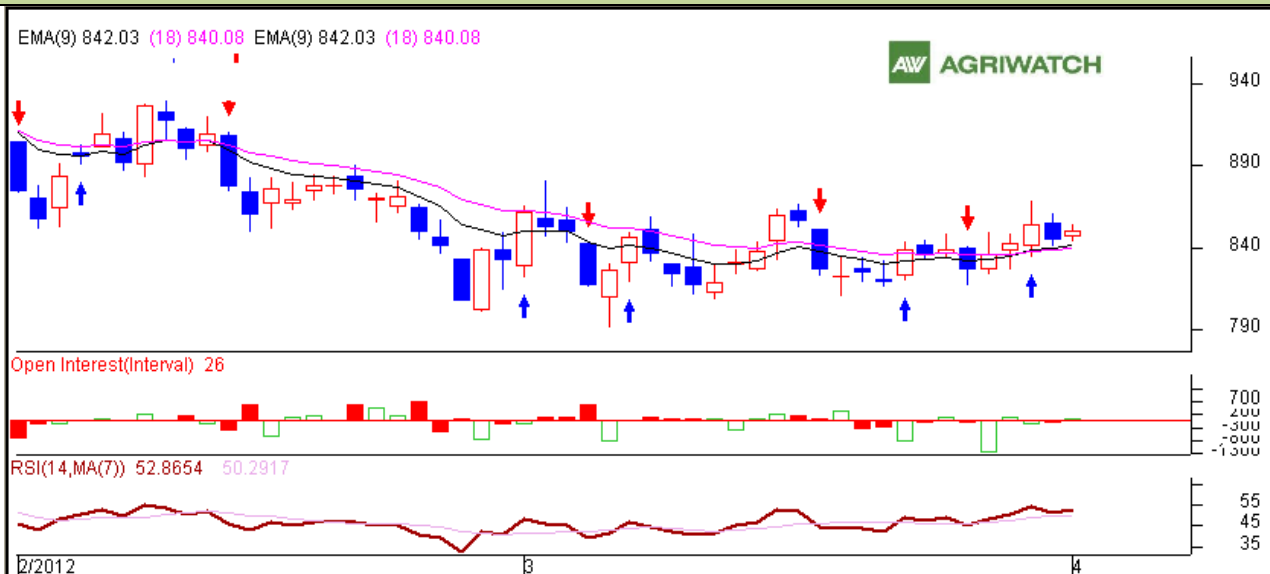 EMA(9) 842.03 (18) 840.08 EMA(9) 842.03 (18) 840.08
AW AGRIWATCH
940
890
840
790
Open Interest(Interval) 26
700
200
-300
-800
-1300
RSI(14,MA(7)) 52.8654 50.2917
55
45
35
2/2012 3 4